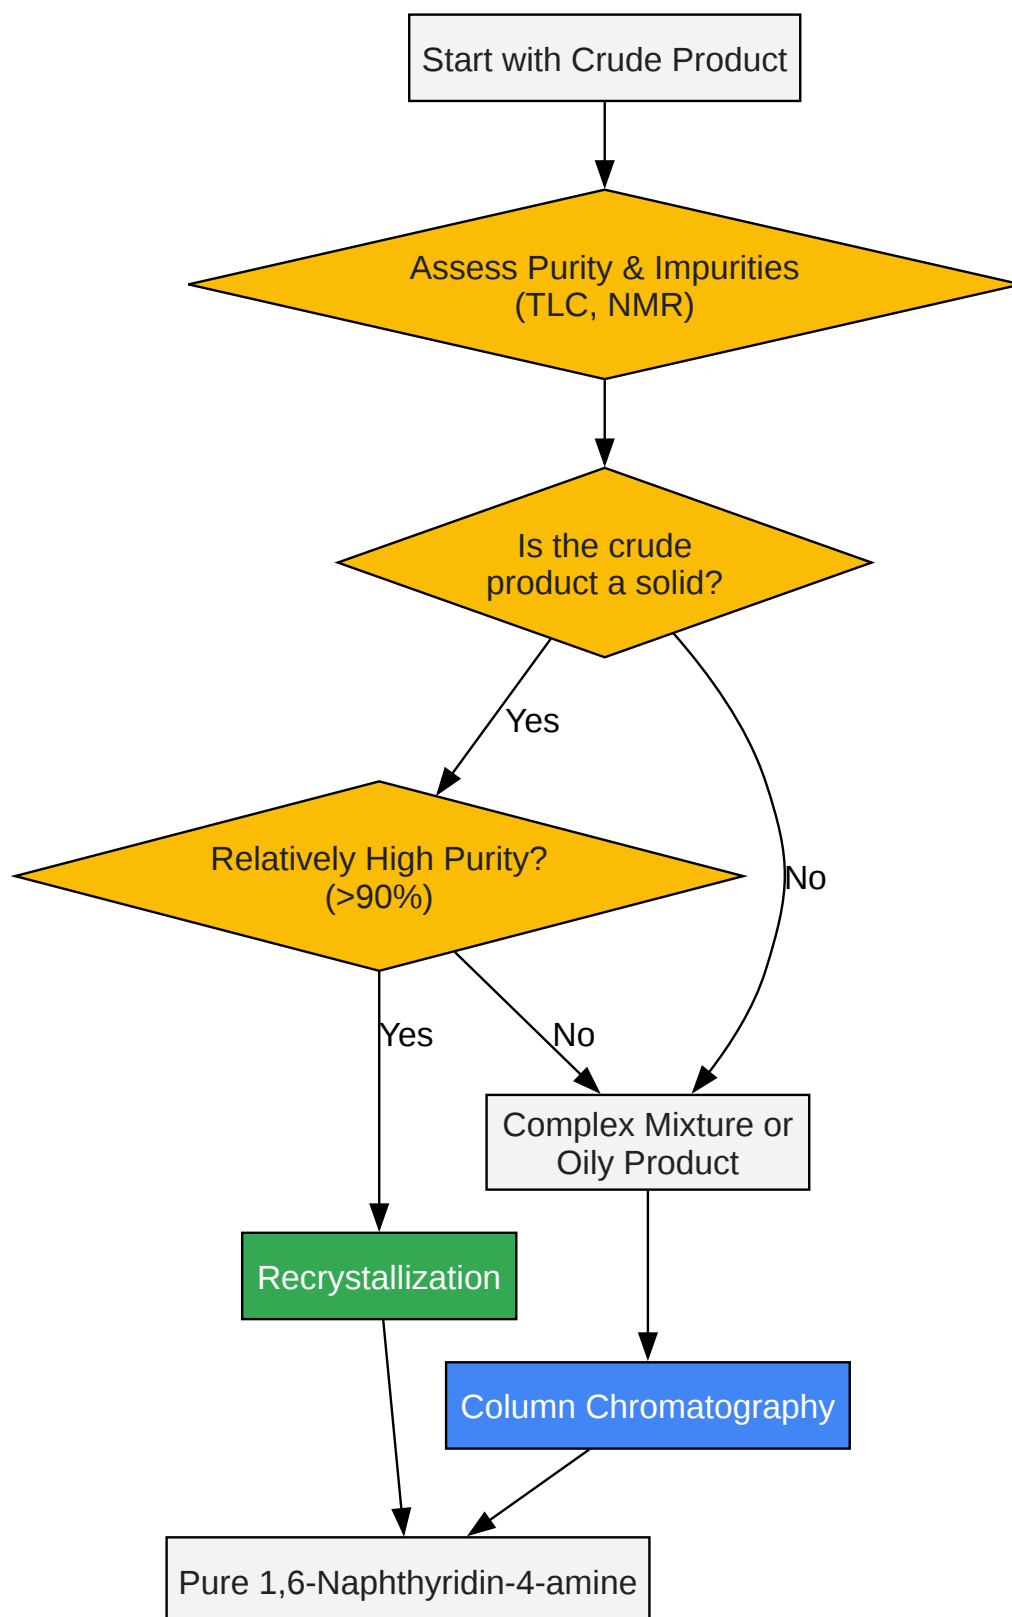 Start with Crude Product
Assess Purity & Impurities
(TLC, NMR)
Is the crude
product a solid?
Yes
Relatively High Purity?
(>90%)
No
Yes
No
Complex Mixture or
Oily Product
Recrystallization
Column Chromatography
Pure 1,6-Naphthyridin-4-amine